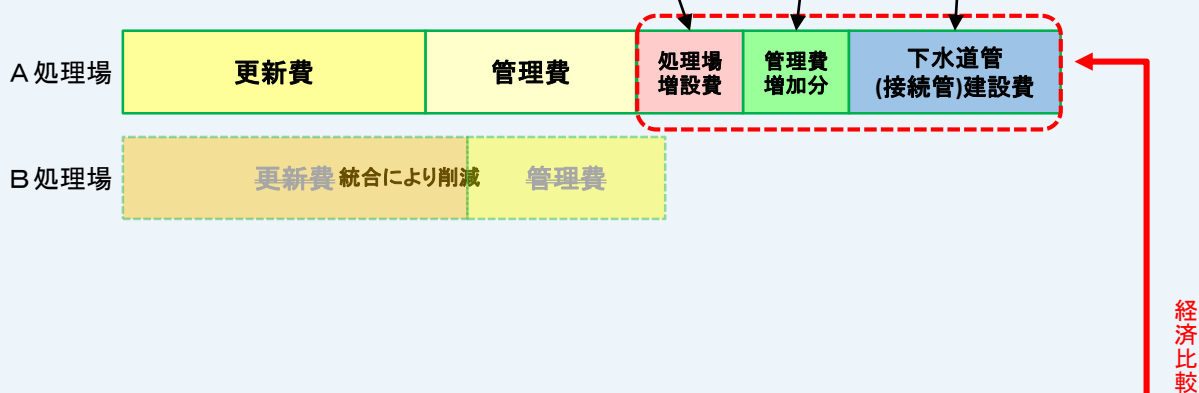 A処理場
更新費
管理費
処理場
増設費
管理費
増加分
下水道管
(接続管)建設費
B処理場
更新費
統合により削減
管理費
経済比較